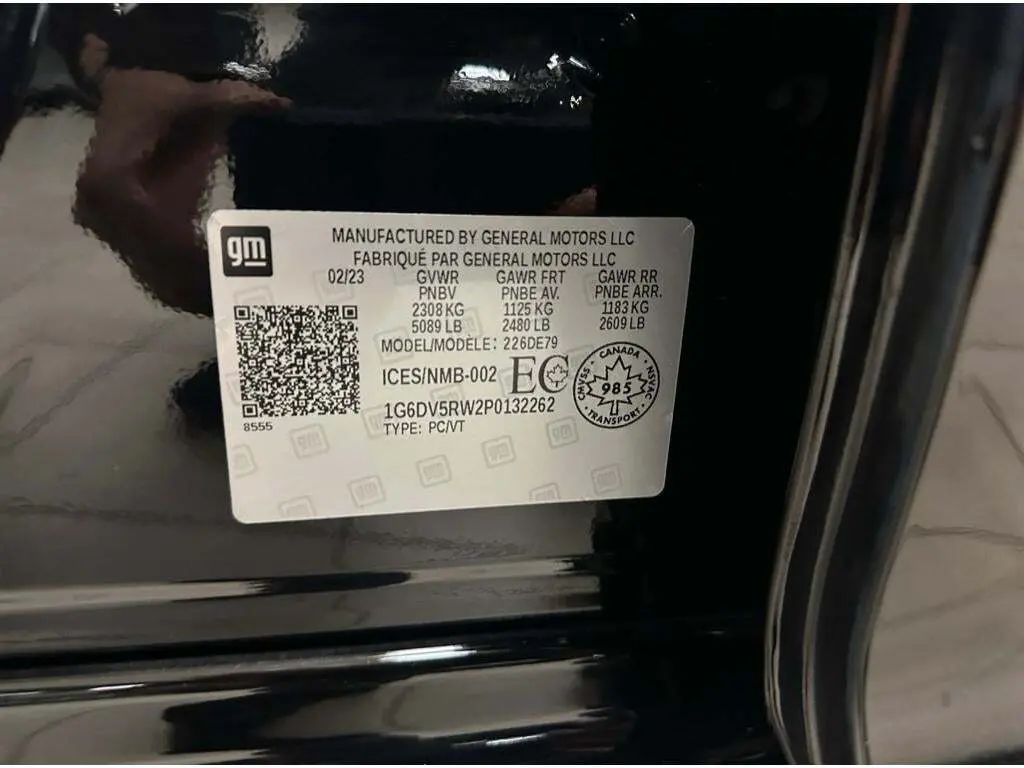 gm
MANUFACTURED BY GENERAL MOTORS LLC
FABRIQUÉ PAR GENERAL MOTORS LLC
02/23 GVWR GAWR FRT GAWR RR
PNBV PNBE AV. PNBE ARR.
2308 KG 1125 KG 1183 KG
5089 LB 2480 LB 2609 LB
MODEL/MODÈLE: 226DE79
ICES/NMB-002 EC
CANADA
CMVSS 985 NSVAC
TRANSPORT
1G6DV5RW2P0132262
8555 TYPE: PC/VT